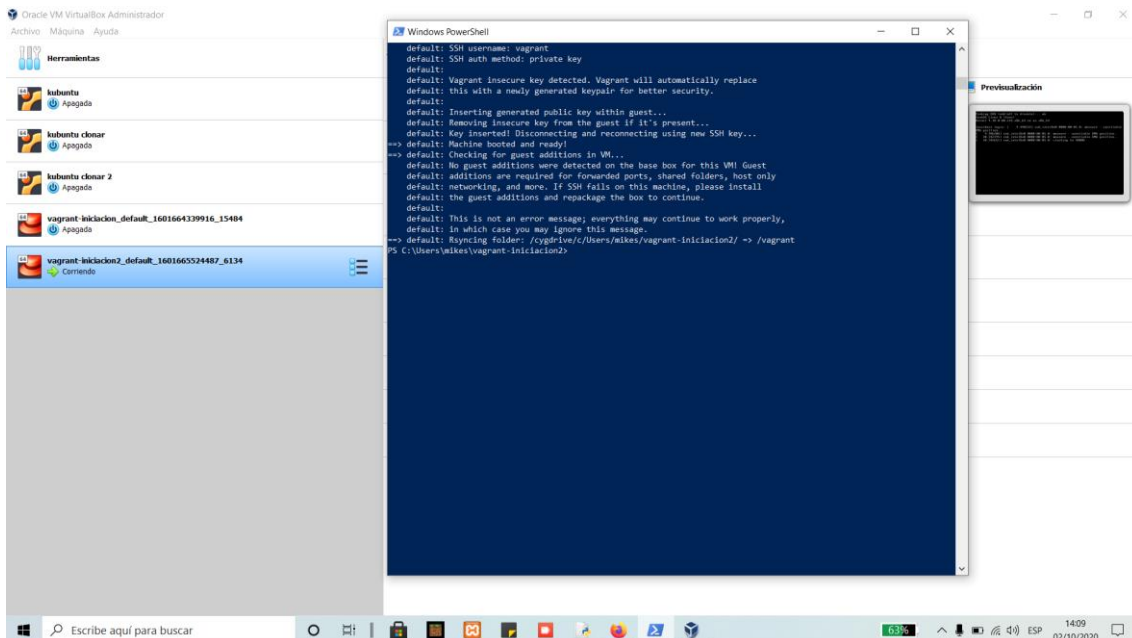 Oracle VM VirtualBox Administrador
Archivo Máquina Ayuda
Herramientas
kubuntu
Apagada
kubuntu clonar
Apagada
kubuntu clonar 2
Apagada
vagrant-iniciacion_default_1601664339916_15484
Apagada
vagrant-iniciacion2_default_1601665524487_6134
Corriendo
Windows PowerShell
default: SSH username: vagrant
default: SSH auth method: private key
default:
default: Vagrant insecure key detected. Vagrant will automatically replace
default: this with a newly generated keypair for better security.
default:
default: Inserting generated public key within guest...
default: Removing insecure key from the guest if it's present...
default: Key inserted! Disconnecting and reconnecting using new SSH key...
==> default: Machine booted and ready!
==> default: Checking for guest additions in VM...
default: No guest additions were detected on the base box for this VM! Guest
default: additions are required for forwarded ports, shared folders, host only
default: networking, and more. If SSH fails on this machine, please install
default: the guest additions and repackage the box to continue.
default:
default: This is not an error message; everything may continue to work properly,
default: in which case you may ignore this message.
==> default: Rsyncing folder: /cygdrive/c/Users/mikes/vagrant-iniciacion2/ => /vagrant
PS C:\Users\mikes\vagrant-iniciacion2>
Previsualización
Escribe aquí para buscar
63%
ESP
14:09
02/10/2020